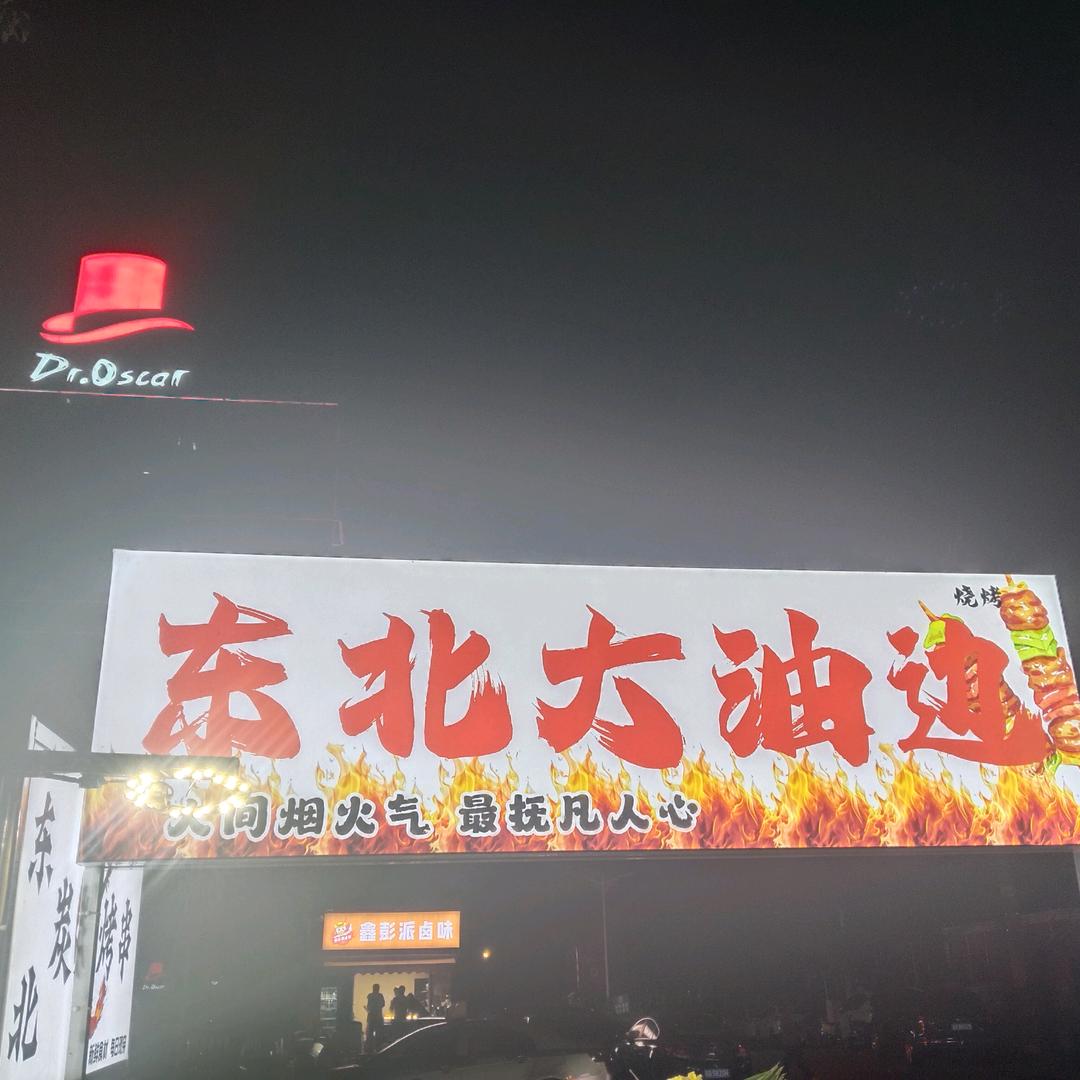 Dr.Oscar
烧烤
东北大油边
人间烟火气 最抚凡人心
东北
炭
烤串
鑫彭派卤味